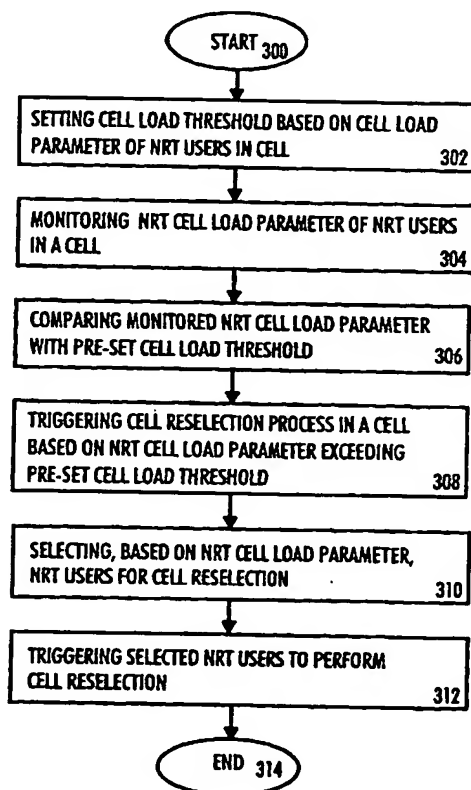 START 300
SETTING CELL LOAD THRESHOLD BASED ON CELL LOAD
PARAMETER OF NRT USERS IN CELL
302
MONITORING NRT CELL LOAD PARAMETER OF NRT USERS
IN A CELL
304
COMPARING MONITORED NRT CELL LOAD PARAMETER
WITH PRE-SET CELL LOAD THRESHOLD
306
TRIGGERING CELL RESELECTION PROCESS IN A CELL
BASED ON NRT CELL LOAD PARAMETER EXCEEDING
PRE-SET CELL LOAD THRESHOLD
308
SELECTING, BASED ON NRT CELL LOAD PARAMETER,
NRT USERS FOR CELL RESELECTION
310
TRIGGERING SELECTED NRT USERS TO PERFORM
CELL RESELECTION
312
END 314